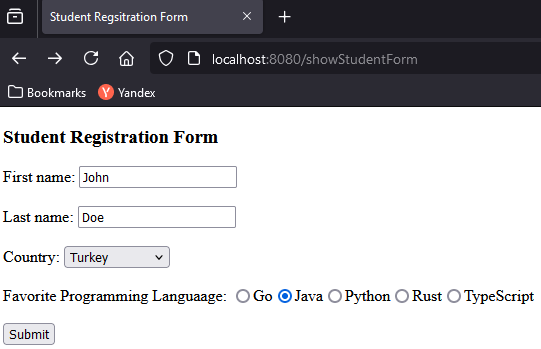 Student Regsitration Form
localhost:8080/showStudentForm
Bookmarks Yandex
Student Registration Form
First name: John
Last name: Doe
Country: Turkey
Favorite Programming Languaage: Go Java Python Rust TypeScript
Submit